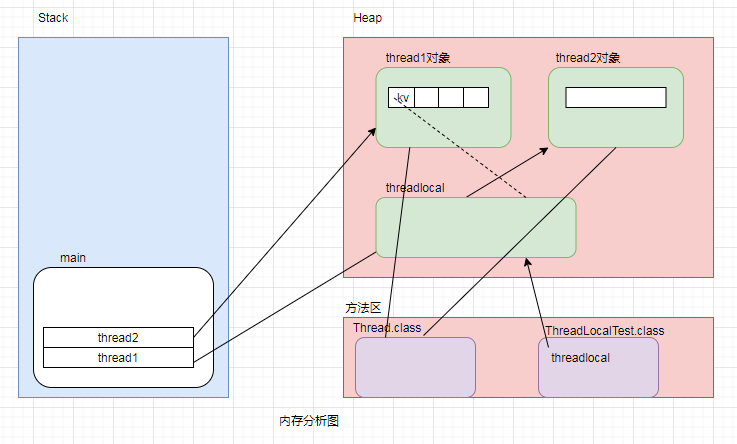 Stack
Heap
thread1对象
thread2对象
kv
threadlocal
main
thread2
thread1
方法区
Thread.class
ThreadLocalTest.class
threadlocal
内存分析图